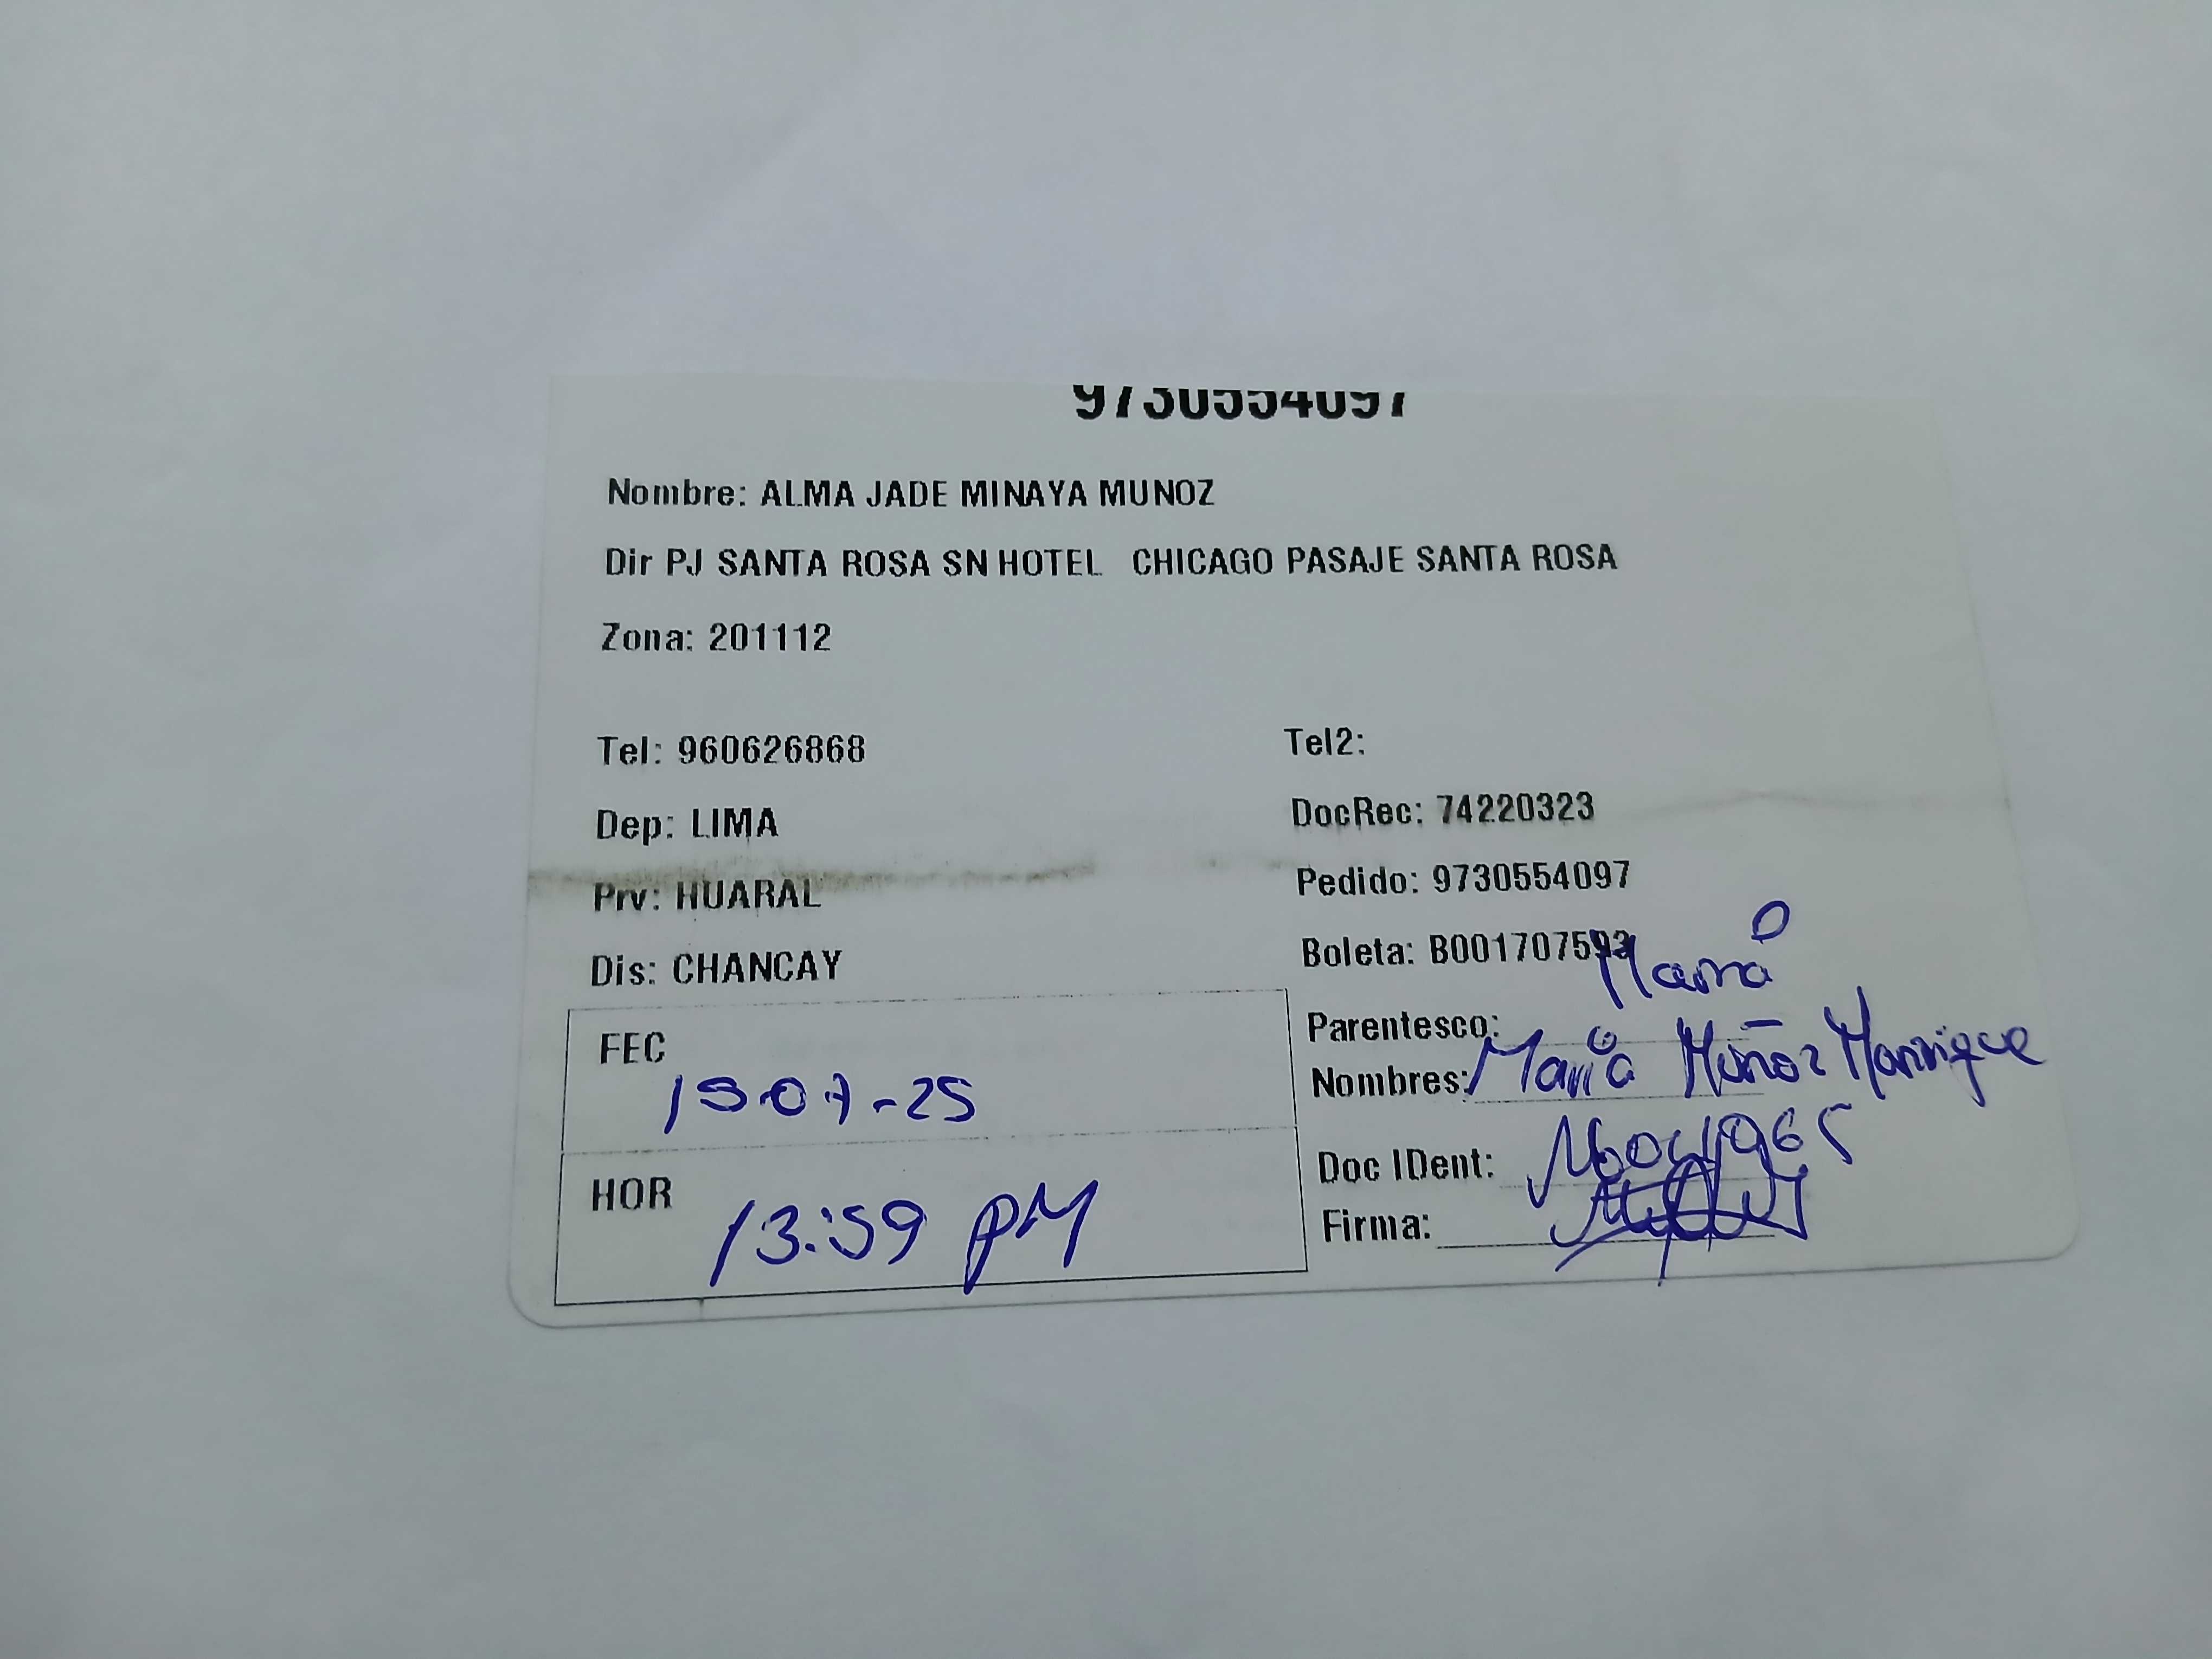 9730554097
Nombre: ALMA JADE MINAYA MUNOZ
Dir PJ SANTA ROSA SN HOTEL CHICAGO PASAJE SANTA ROSA
Zona: 201112
Tel: 960626868
Tel2:
Dep: LIMA
DocRec: 74220323
Prv: HUARAL
Pedido: 9730554097
Dis: CHANCAY
Boleta: B001707593
Parentesco: Mamá
FEC
15-07-25
Nombres: María Muñoz Manrique
HOR
13:59 PM
Doc IDent:
Firma: